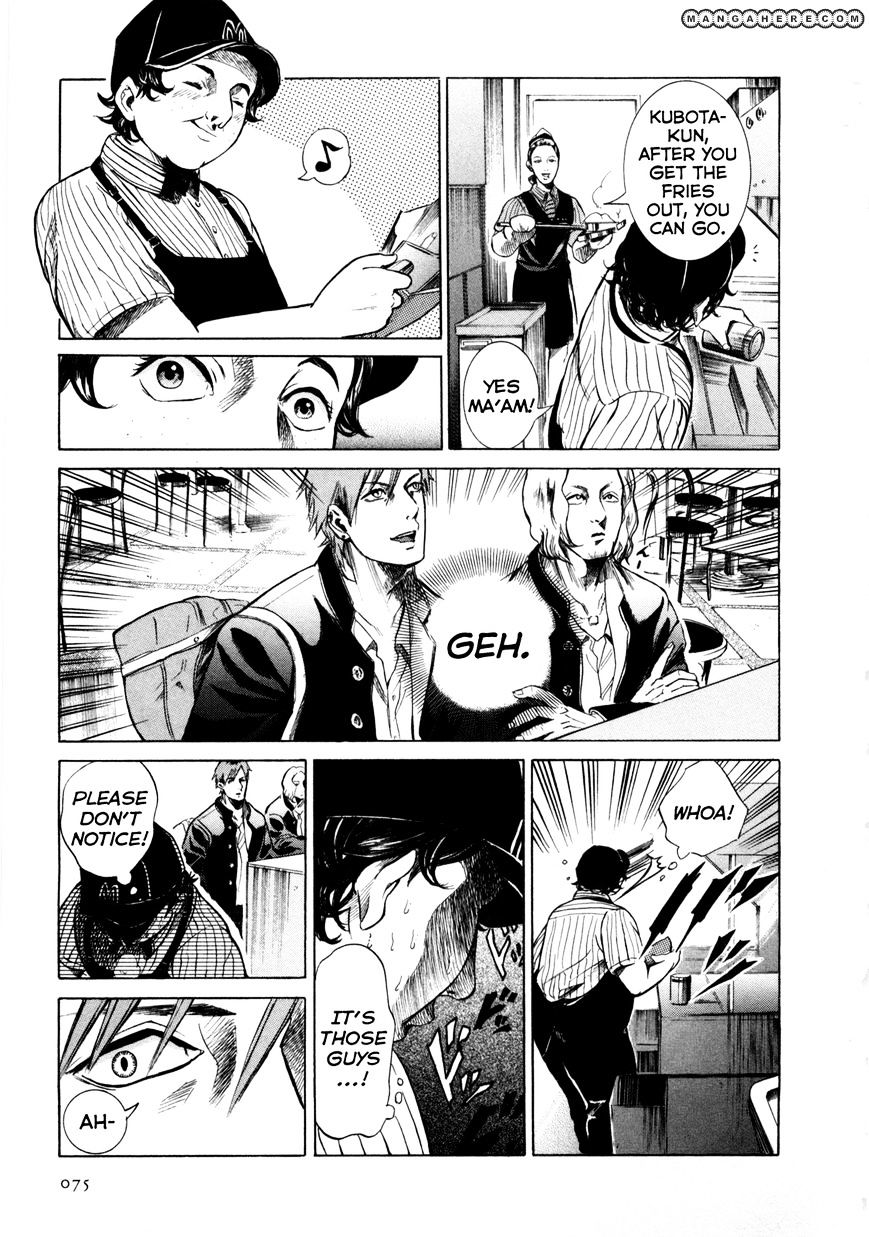 MANGAHERE.COM
KUBOTA-
KUN,
AFTER YOU
GET THE
FRIES
OUT, YOU
CAN GO.
YES
MA'AM!
GEH.
WHOA!
IT'S
THOSE
GUYS
...!
PLEASE
DON'T
NOTICE!
AH-
075